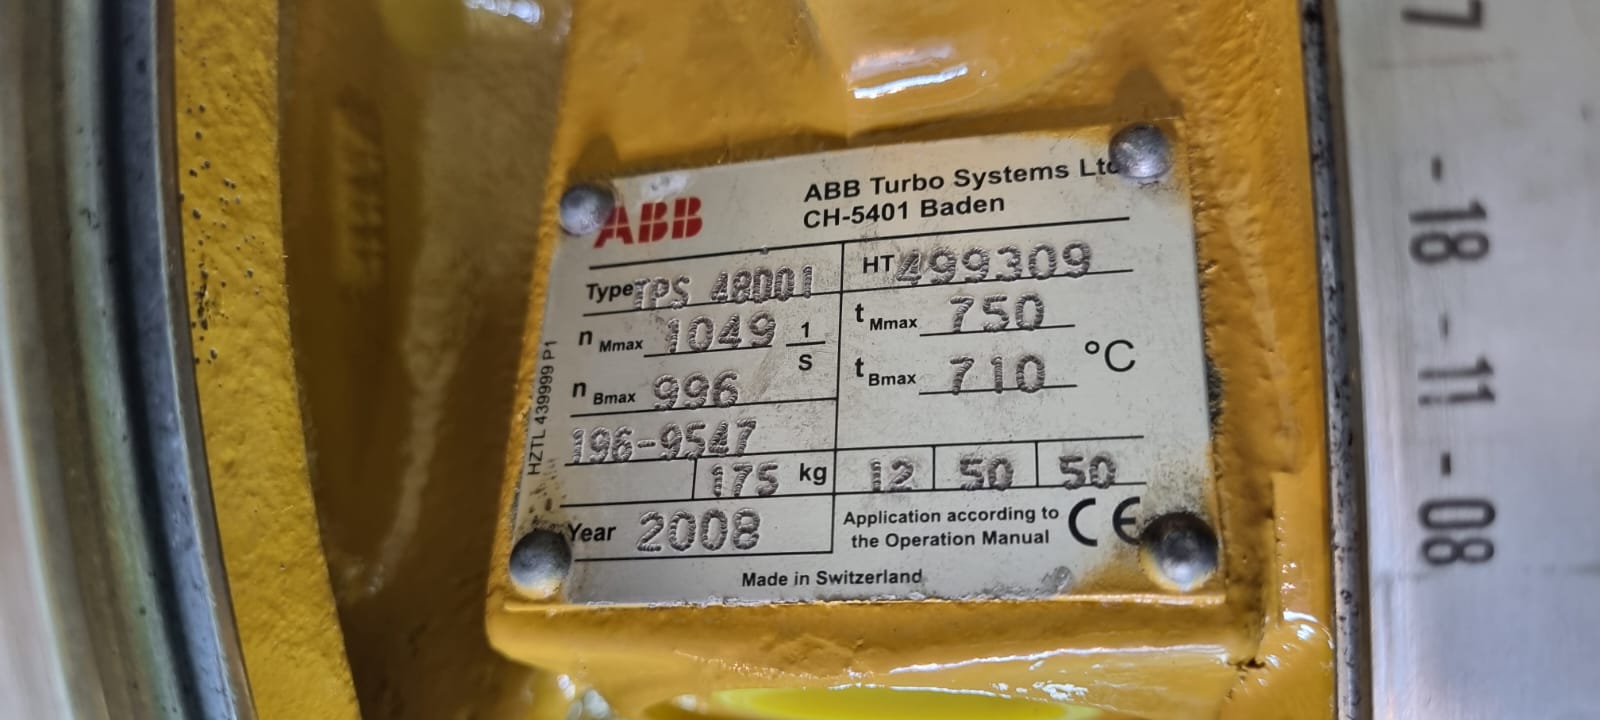 ABB
ABB Turbo Systems Ltd
CH-5401 Baden
Type TPS 48D01
HT 499309
n Mmax 1049 1/S
t Mmax 750
n Bmax 996
t Bmax 710 °C
196-9547
175 kg 12 50 50
Year 2008
Application according to
the Operation Manual CE
Made in Switzerland
HZTL 439999 P1
7 - 18 - 11 - 08